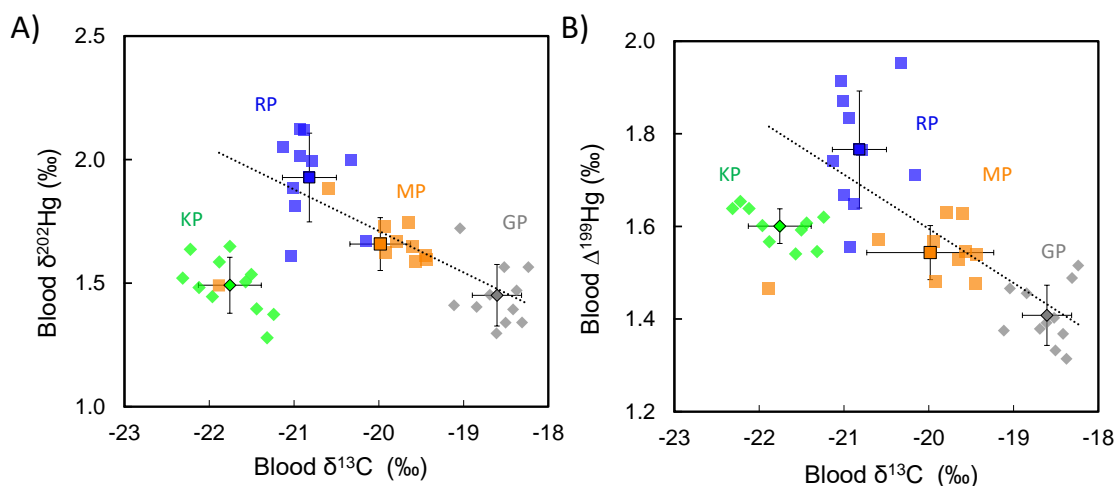 A)
Blood δ²⁰²Hg (‰)
2.5
2.0
1.5
1.0
RP
MP
KP
GP
-23 -22 -21 -20 -19 -18
Blood δ¹³C (‰)
B)
Blood Δ¹⁹⁹Hg (‰)
2.0
1.8
1.6
1.4
1.2
RP
KP
MP
GP
-23 -22 -21 -20 -19 -18
Blood δ¹³C (‰)